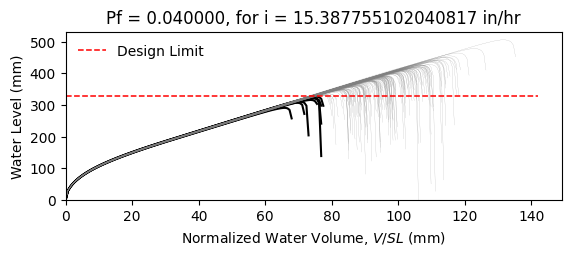 Pf = 0.040000, for i = 15.387755102040817 in/hr
Design Limit
Water Level (mm)
500
400
300
200
100
0
0 20 40 60 80 100 120 140
Normalized Water Volume, V/SL (mm)